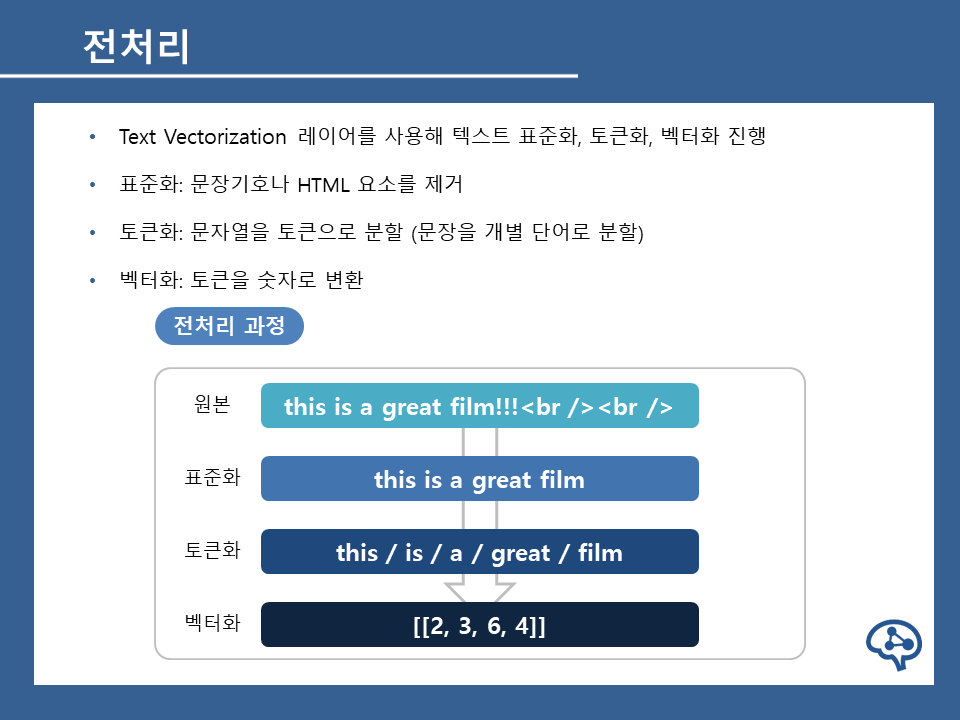 전처리
• Text Vectorization 레이어를 사용해 텍스트 표준화, 토큰화, 벡터화 진행
• 표준화: 문장기호나 HTML 요소를 제거
• 토큰화: 문자열을 토큰으로 분할 (문장을 개별 단어로 분할)
• 벡터화: 토큰을 숫자로 변환
전처리 과정
원본 this is a great film!!!<br /><br />
표준화 this is a great film
토큰화 this / is / a / great / film
벡터화 [[2, 3, 6, 4]]